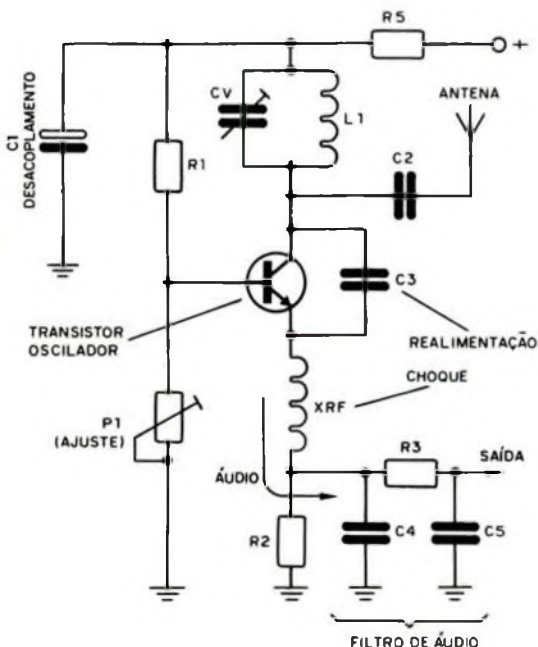 R5
+
CV
L1
ANTENA
C1
DESACOPLAMENTO
R1
C2
C3
TRANSISTOR
OSCILADOR
REALIMENTAÇÃO
CHOQUE
XRF
P1
(AJUSTE)
ÁUDIO
R3
SAÍDA
R2
C4
C5
FILTRO DE ÁUDIO